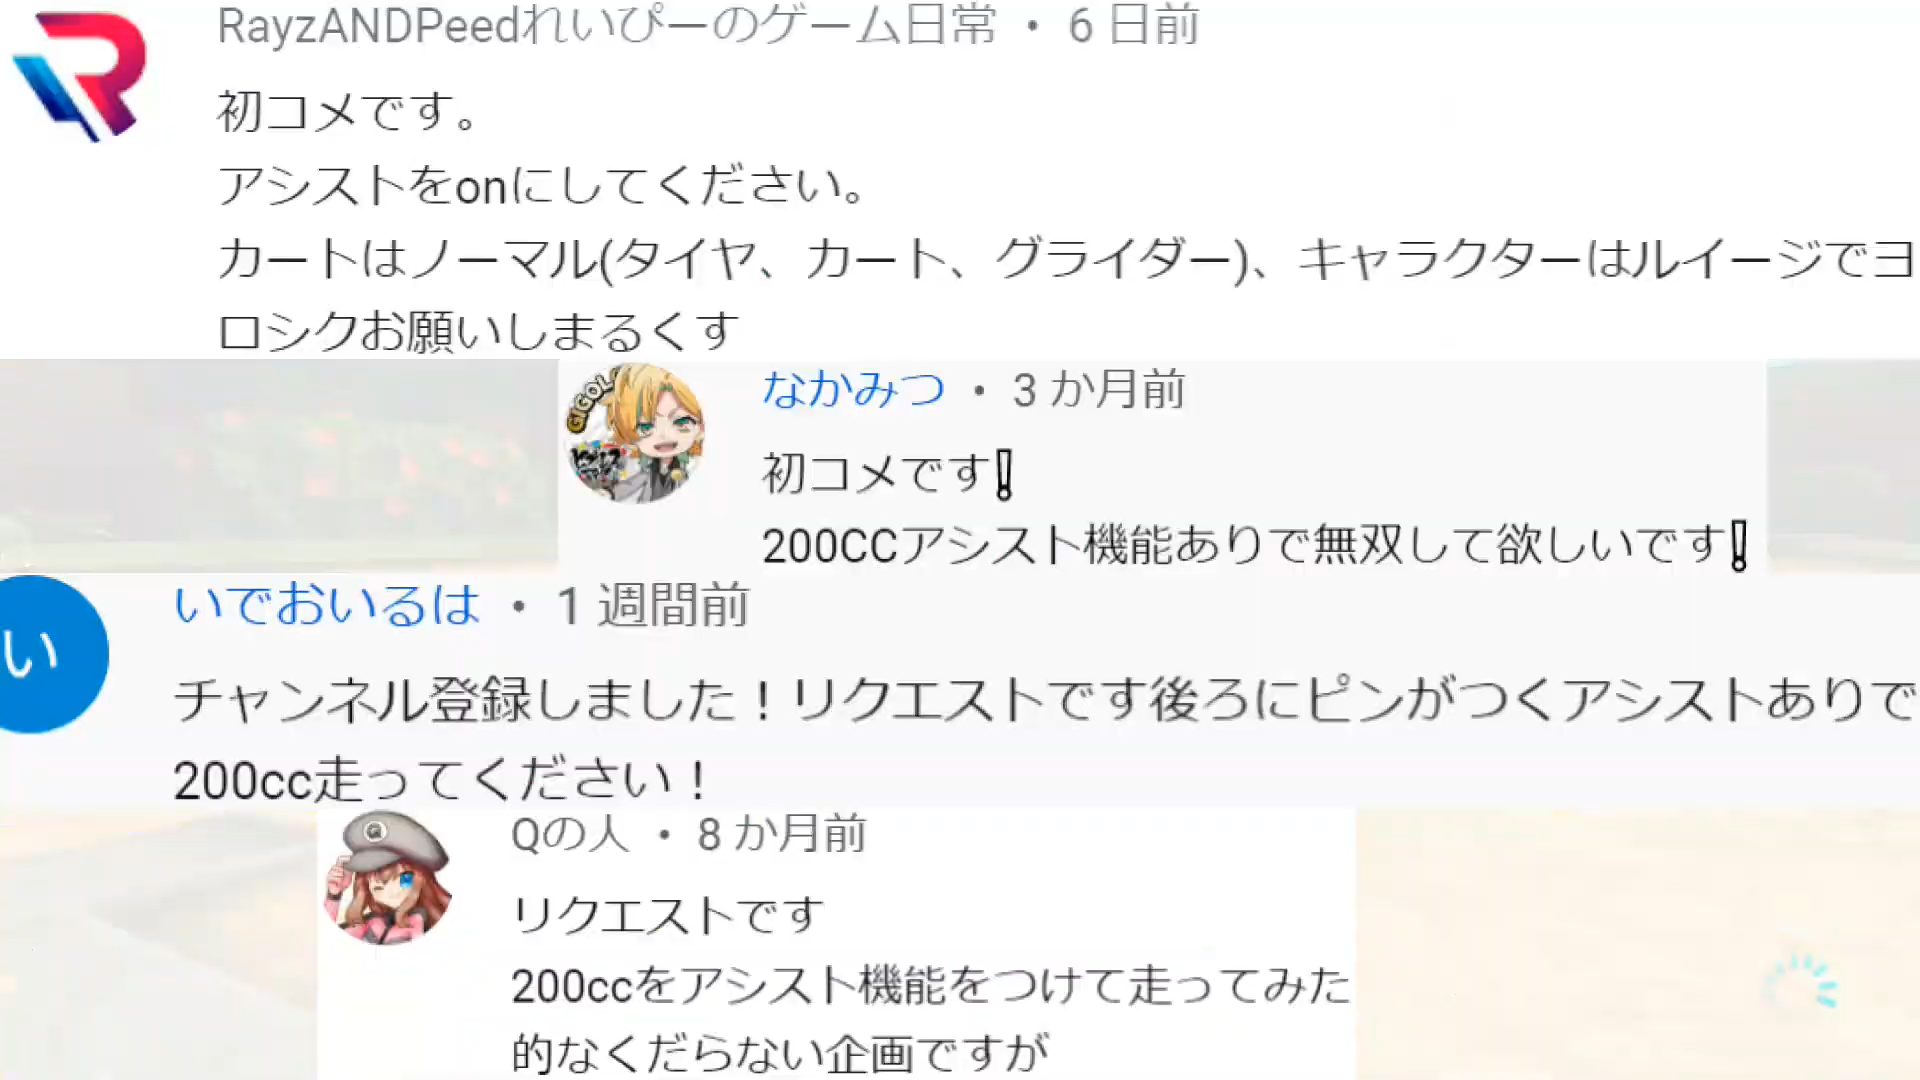 RayzANDPeedれいぴーのゲーム日常 • 6 日前
初コメです。
アシストをonにしてください。
カートはノーマル(タイヤ、カート、グライダー)、キャラクターはルイージでヨ
ロシクお願いしまるくす
GIGOLO
なかみつ • 3 か月前
初コメです❗
200CCアシスト機能ありで無双して欲しいです❗
い
いでおいるは • 1 週間前
チャンネル登録しました！リクエストです後ろにピンがつくアシストありで
200cc走ってください！
Q
Qの人 • 8 か月前
リクエストです
200ccをアシスト機能をつけて走ってみた
的なくだらない企画ですが